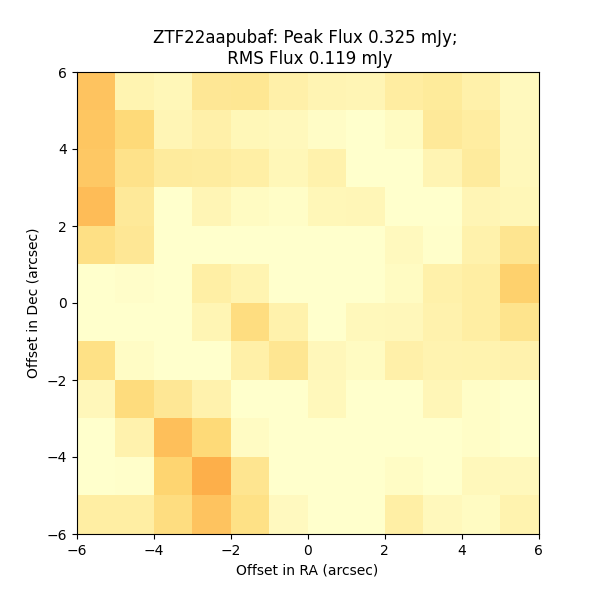 ZTF22aapubaf: Peak Flux 0.325 mJy;
RMS Flux 0.119 mJy
6
4
2
0
−2
−4
−6
Offset in Dec (arcsec)
−6 −4 −2 0 2 4 6
Offset in RA (arcsec)